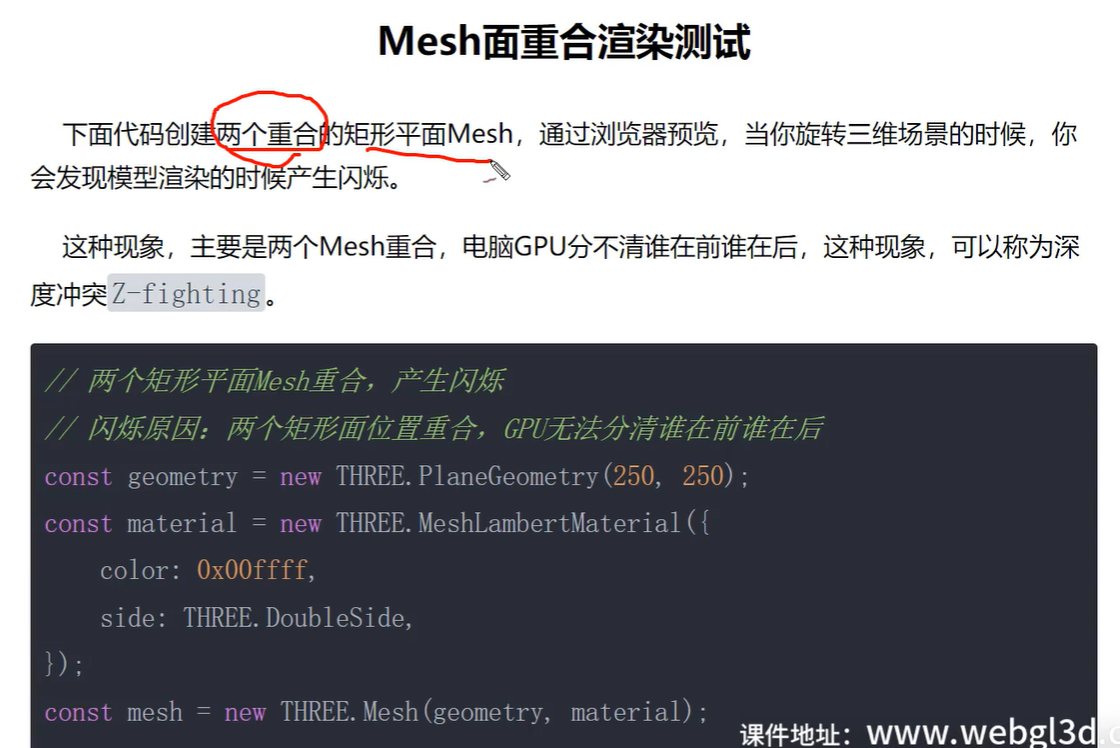 Mesh面重合渲染测试
下面代码创建两个重合的矩形平面Mesh，通过浏览器预览，当你旋转三维场景的时候，你
会发现模型渲染的时候产生闪烁。
这种现象，主要是两个Mesh重合，电脑GPU分不清谁在前谁在后，这种现象，可以称为深
度冲突Z-fighting。
// 两个矩形平面Mesh重合，产生闪烁
// 闪烁原因：两个矩形面位置重合，GPU无法分清谁在前谁在后
const geometry = new THREE.PlaneGeometry(250, 250);
const material = new THREE.MeshLambertMaterial({
color: 0x00ffff,
side: THREE.DoubleSide,
});
const mesh = new THREE.Mesh(geometry, material);
课件地址：www.webgl3d.c